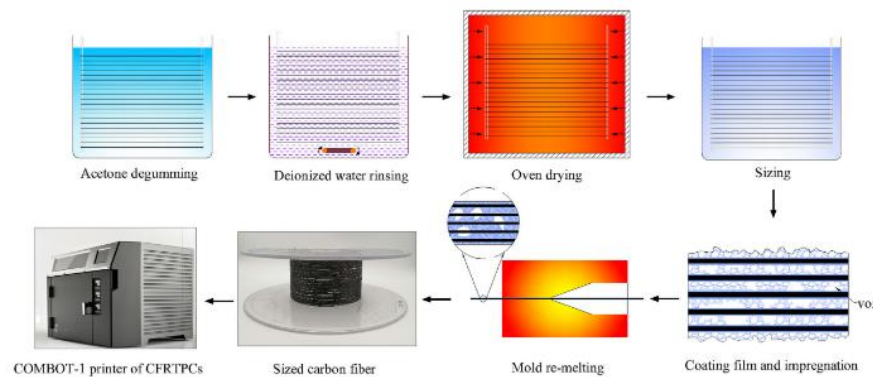 Acetone degumming
Deionized water rinsing
Oven drying
Sizing
COMBOT-1 printer of CFRTPCs
Sized carbon fiber
Mold re-melting
Coating film and impregnation